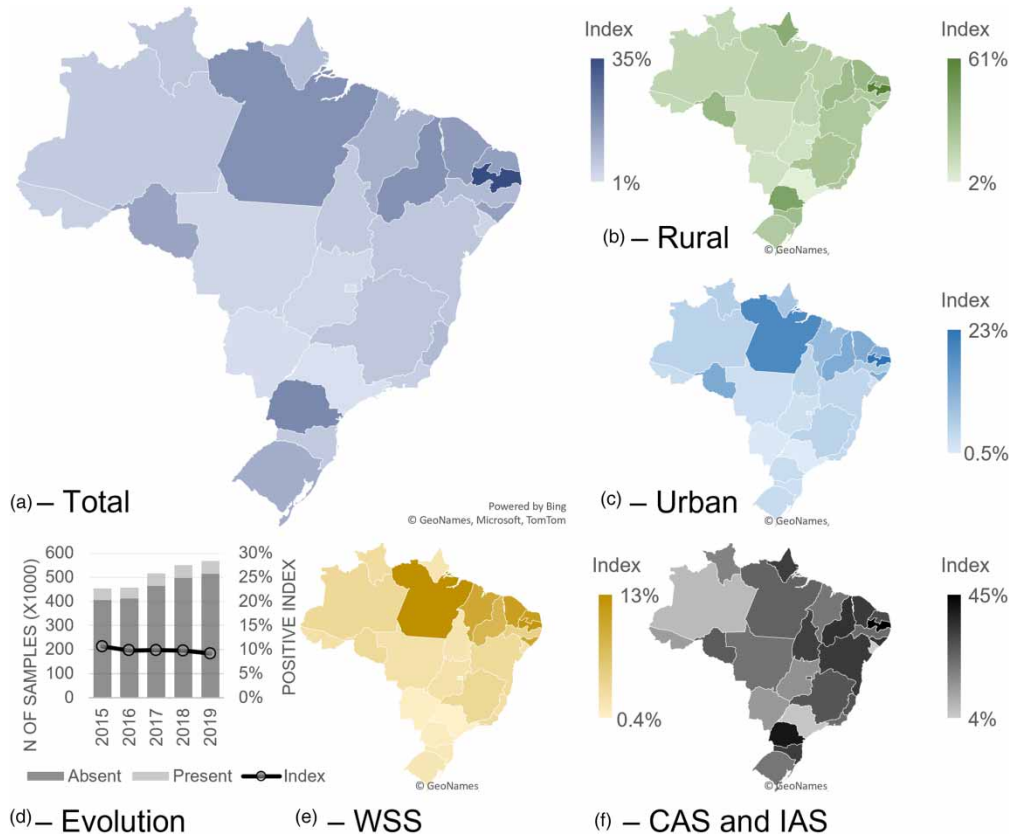 Index
35%
1%
(a) – Total
Powered by Bing
© GeoNames, Microsoft, TomTom
Index
61%
2%
(b) – Rural
© GeoNames,
Index
23%
0.5%
(c) – Urban
© GeoNames,
N OF SAMPLES (X1000)
600
500
400
300
200
100
0
30%
25%
20%
15%
10%
5%
0%
POSITIVE INDEX
2015
2016
2017
2018
2019
Absent Present Index
(d) – Evolution
Index
13%
0.4%
© GeoNames
(e) – WSS
Index
45%
4%
© GeoNames
(f) – CAS and IAS